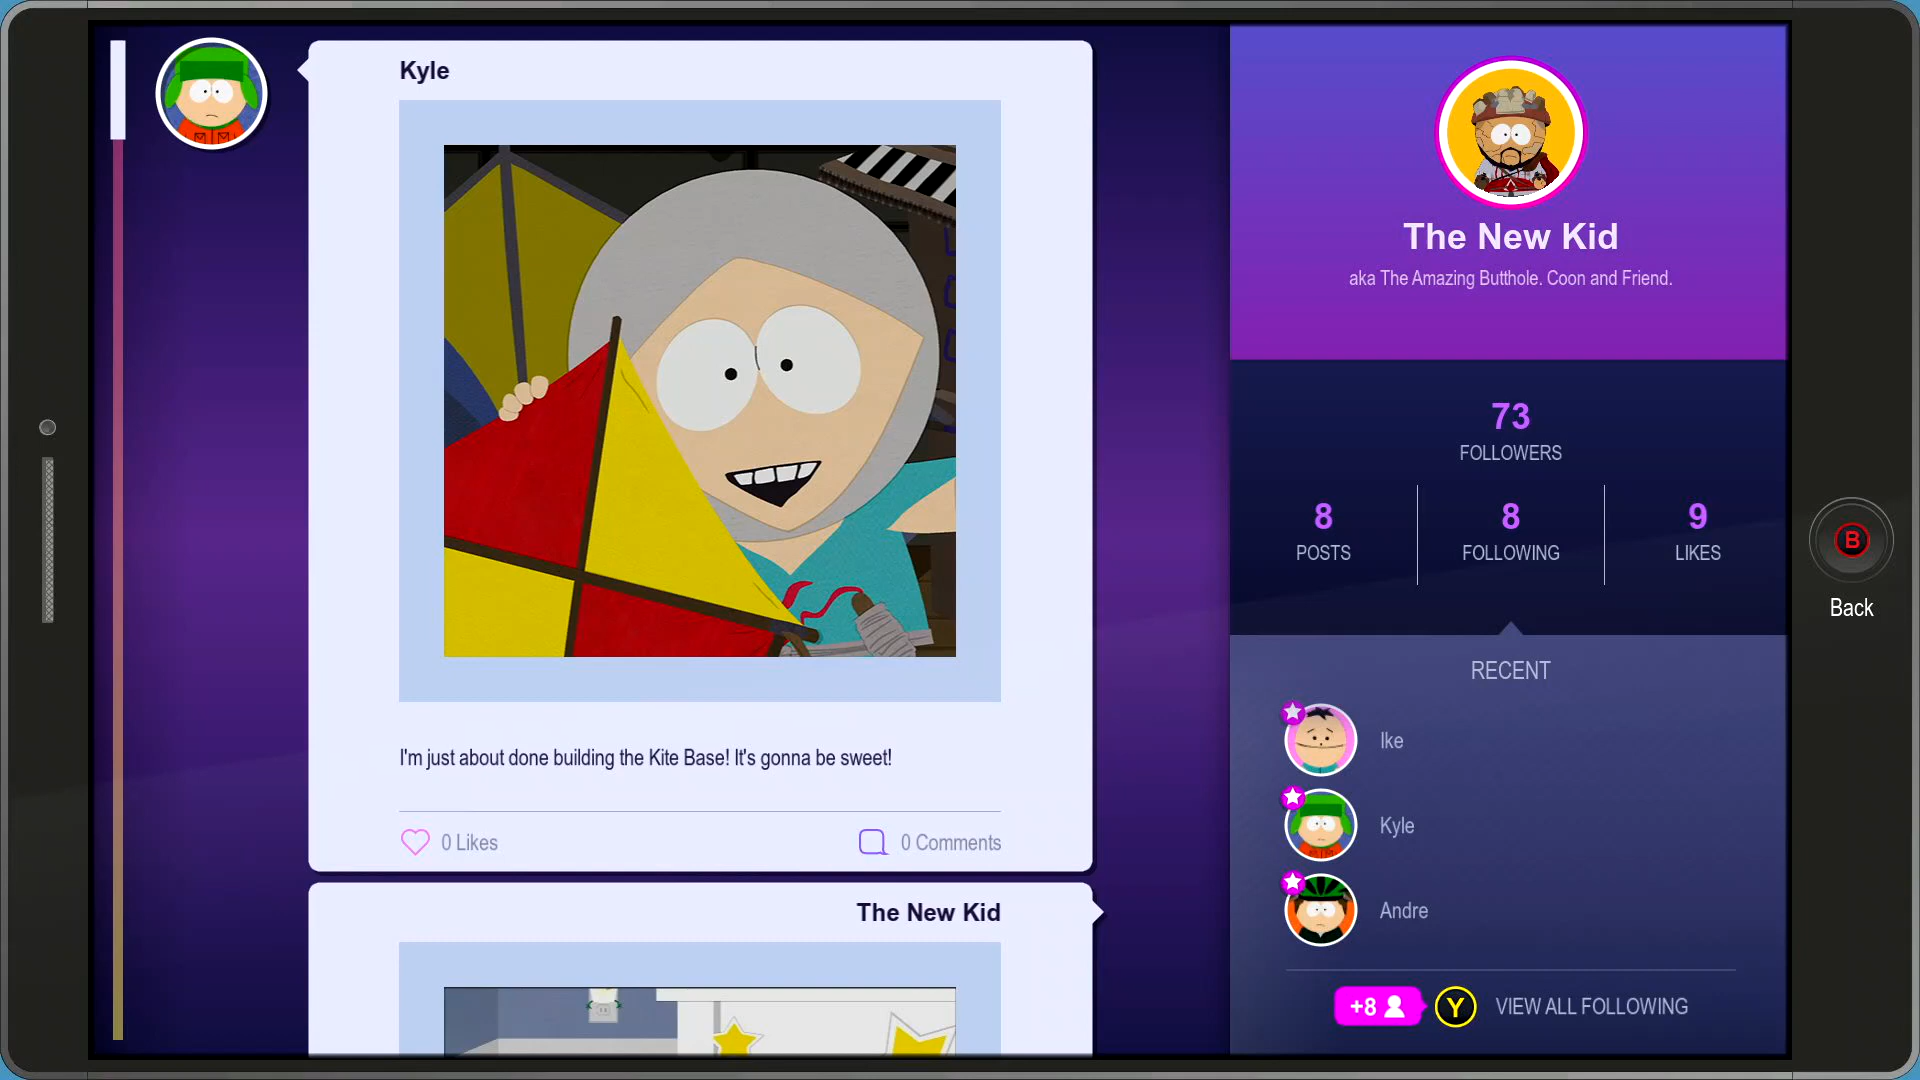 Kyle
I'm just about done building the Kite Base! It's gonna be sweet!
0 Likes
0 Comments
The New Kid
The New Kid
aka The Amazing Butthole. Coon and Friend.
73
FOLLOWERS
8
POSTS
8
FOLLOWING
9
LIKES
RECENT
Ike
Kyle
Andre
+8
Y
VIEW ALL FOLLOWING
B
Back